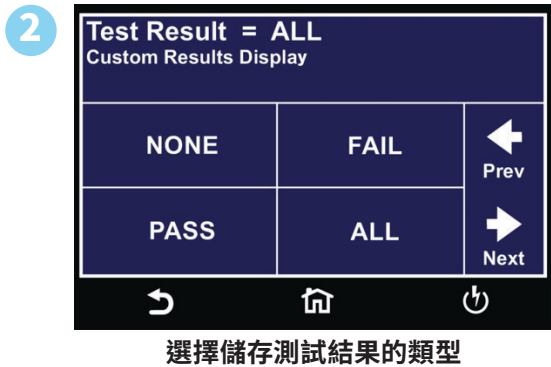 2
Test Result = ALL
Custom Results Display
NONE
FAIL
Prev
PASS
ALL
Next
選擇儲存測試結果的類型